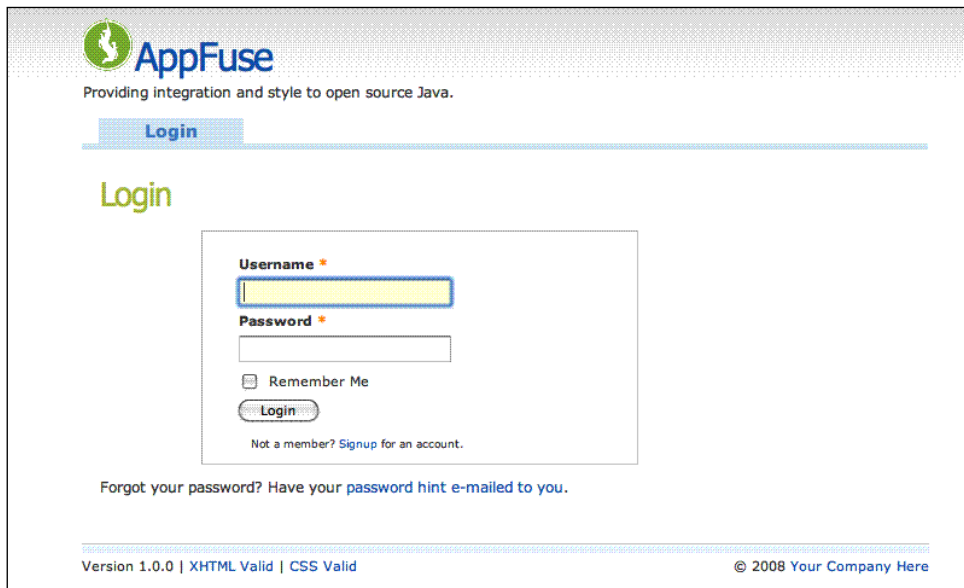 AppFuse
Providing integration and style to open source Java.
Login
Login
Username *
Password *
Remember Me
Login
Not a member? Signup for an account.
Forgot your password? Have your password hint e-mailed to you.
Version 1.0.0 | XHTML Valid | CSS Valid © 2008 Your Company Here